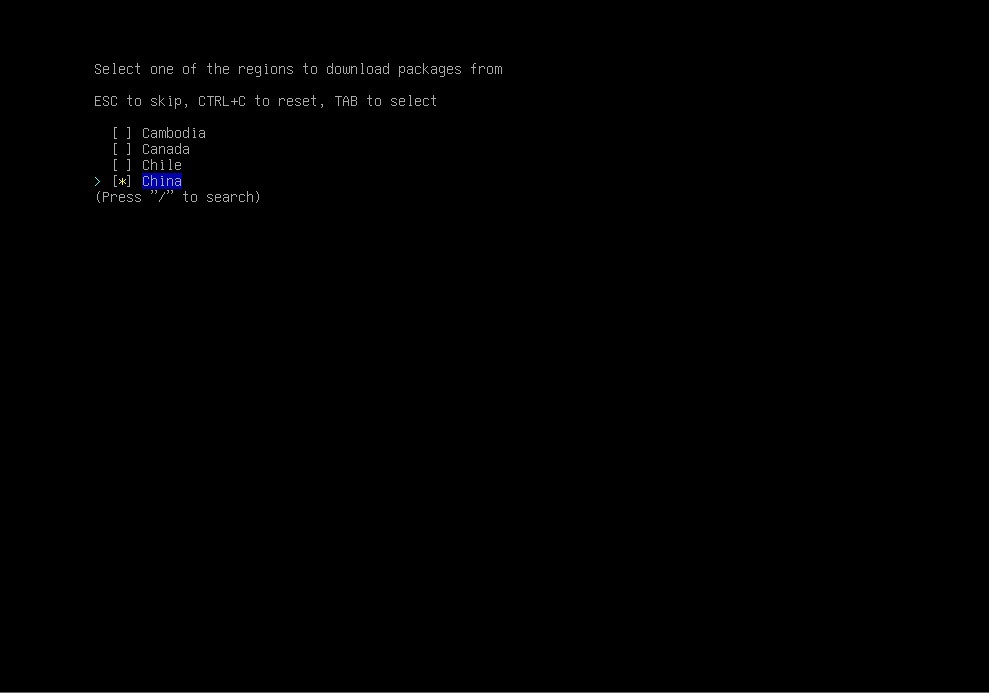 Select one of the regions to download packages from
ESC to skip, CTRL+C to reset, TAB to select
[ ] Cambodia
[ ] Canada
[ ] Chile
> [*] China
(Press "/" to search)